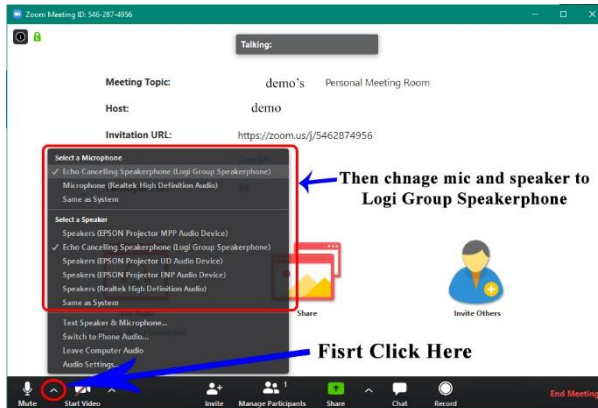 Zoom Meeting ID: 546-287-4956
Talking:
Meeting Topic: demo's Personal Meeting Room
Host: demo
Invitation URL: https://zoom.us/j/5462874956
Select a Microphone
✓ Echo Cancelling Speakerphone (Logi Group Speakerphone)
Microphone (Realtek High Definition Audio)
Same as System
Select a Speaker
Speakers (EPSON Projector MPP Audio Device)
✓ Echo Cancelling Speakerphone (Logi Group Speakerphone)
Speakers (EPSON Projector UD Audio Device)
Speakers (EPSON Projector ENP Audio Device)
Speakers (Realtek High Definition Audio)
Same as System
Test Speaker & Microphone...
Switch to Phone Audio...
Leave Computer Audio
Audio Settings...
Then chnage mic and speaker to
Logi Group Speakerphone
Share
Invite Others
Fisrt Click Here
1
Mute
Start Video
Invite
Manage Participants
Share
Chat
Record
End Meeting